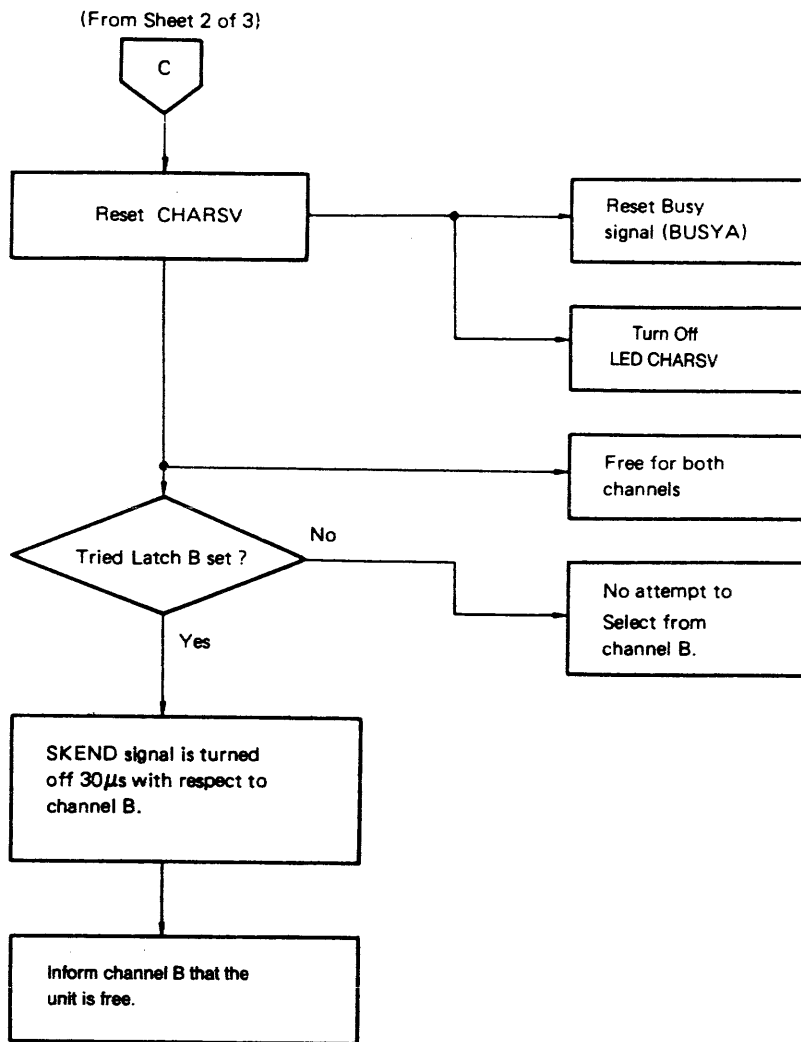 (From Sheet 2 of 3)
C
Reset CHARSV
Reset Busy
signal (BUSYA)
Turn Off
LED CHARSV
Free for both
channels
Tried Latch B set ?
No
No attempt to
Select from
channel B.
Yes
SKEND signal is turned
off 30μs with respect to
channel B.
Inform channel B that the
unit is free.